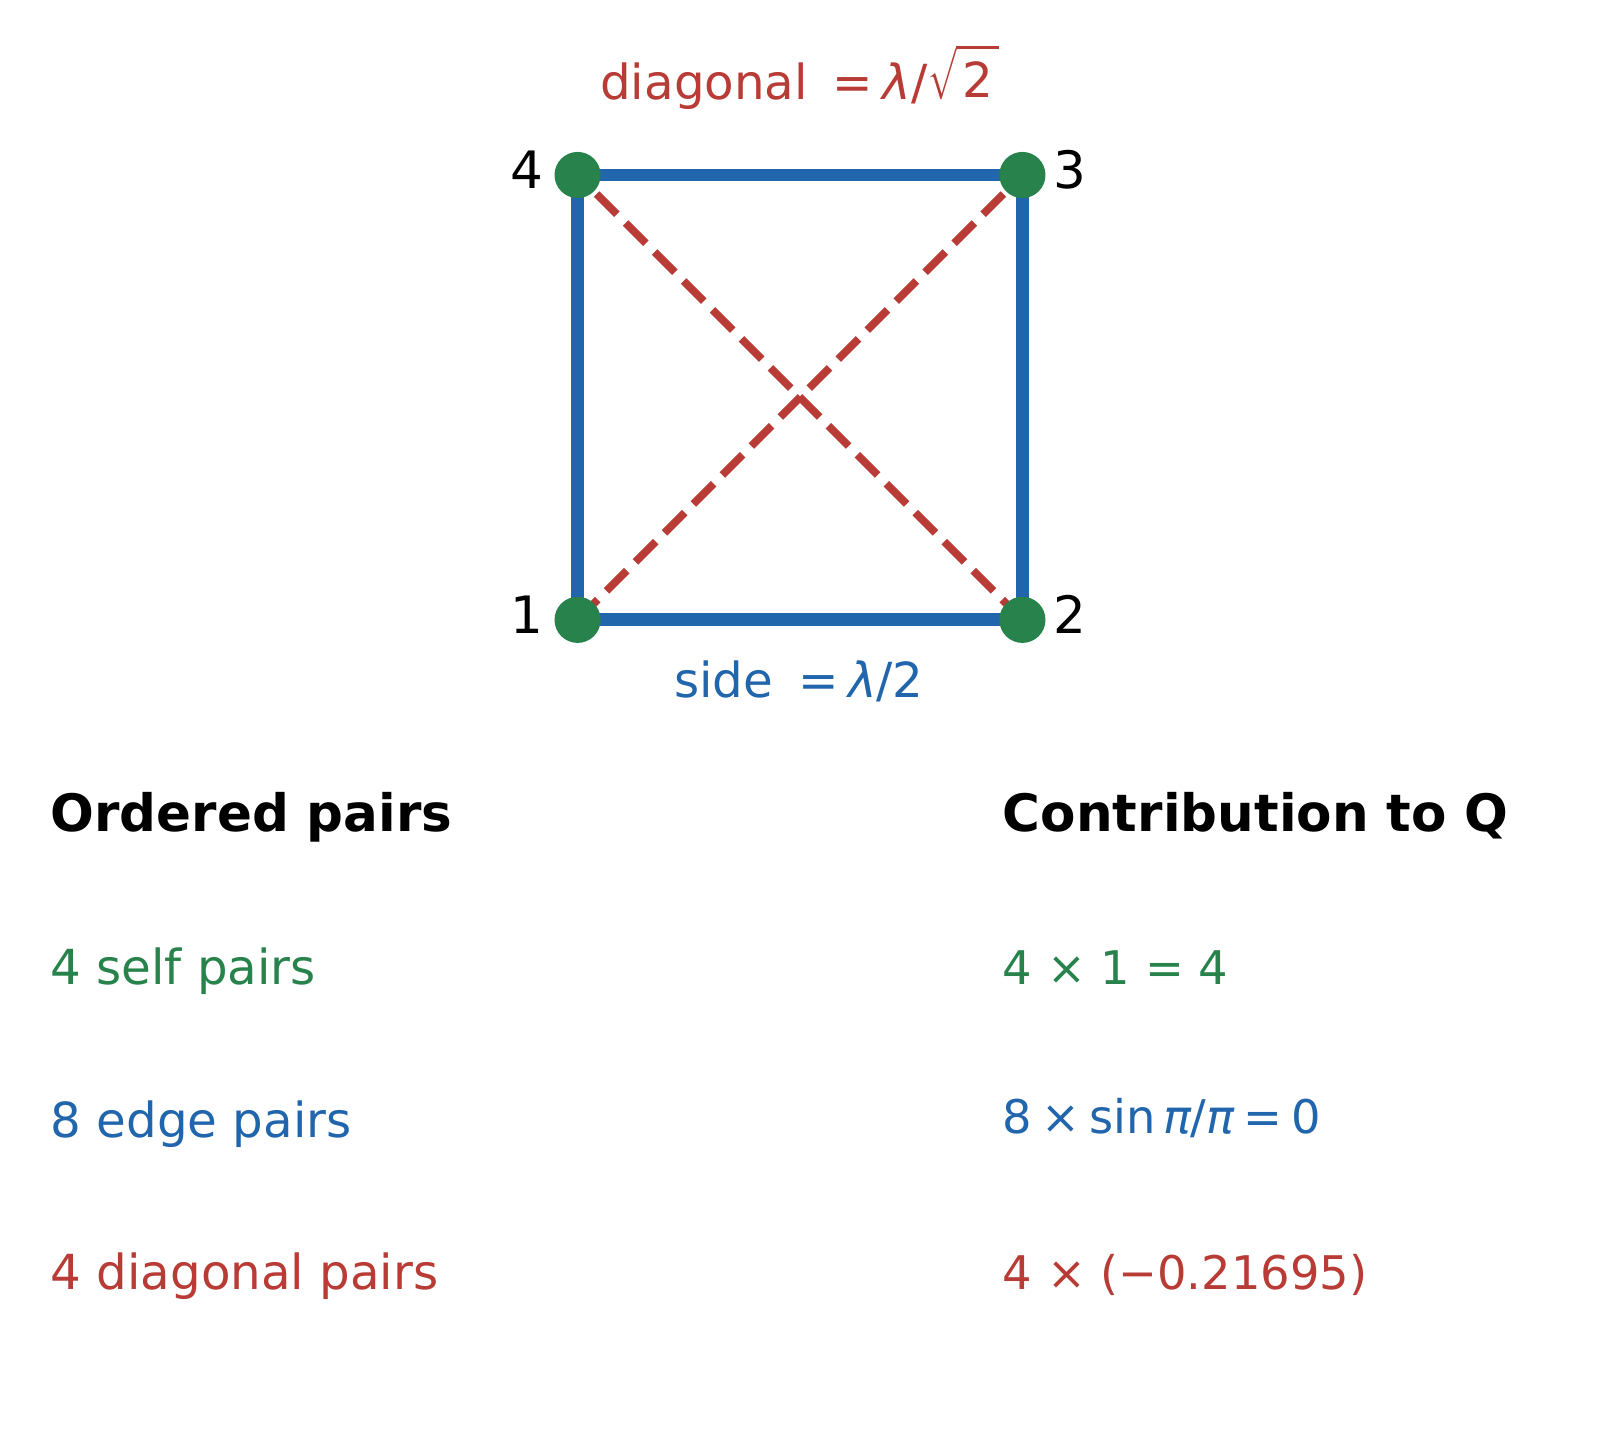 diagonal = λ/√2
4
3
1
2
side = λ/2
Ordered pairs
Contribution to Q
4 self pairs
4 × 1 = 4
8 edge pairs
8 × sin π/π = 0
4 diagonal pairs
4 × (−0.21695)